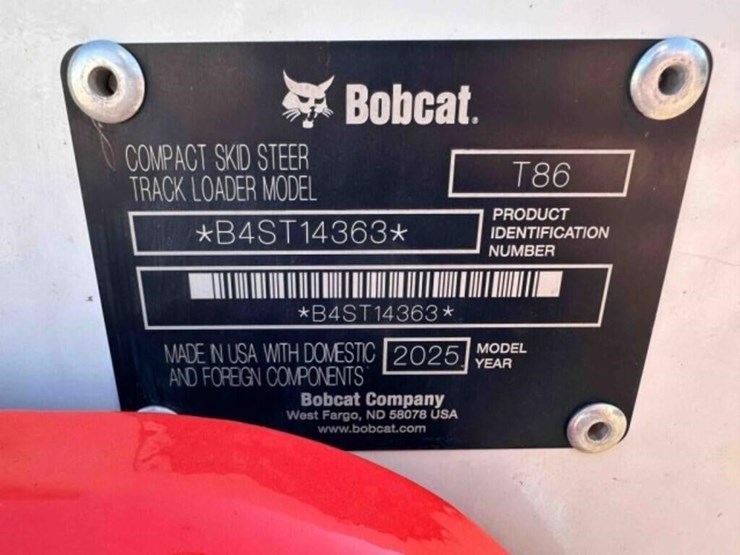 Bobcat.
COMPACT SKID STEER
TRACK LOADER MODEL
T86
*B4ST14363*
PRODUCT
IDENTIFICATION
NUMBER
*B4ST14363*
MADE IN USA WITH DOMESTIC
AND FOREIGN COMPONENTS
2025
MODEL
YEAR
Bobcat Company
West Fargo, ND 58078 USA
www.bobcat.com